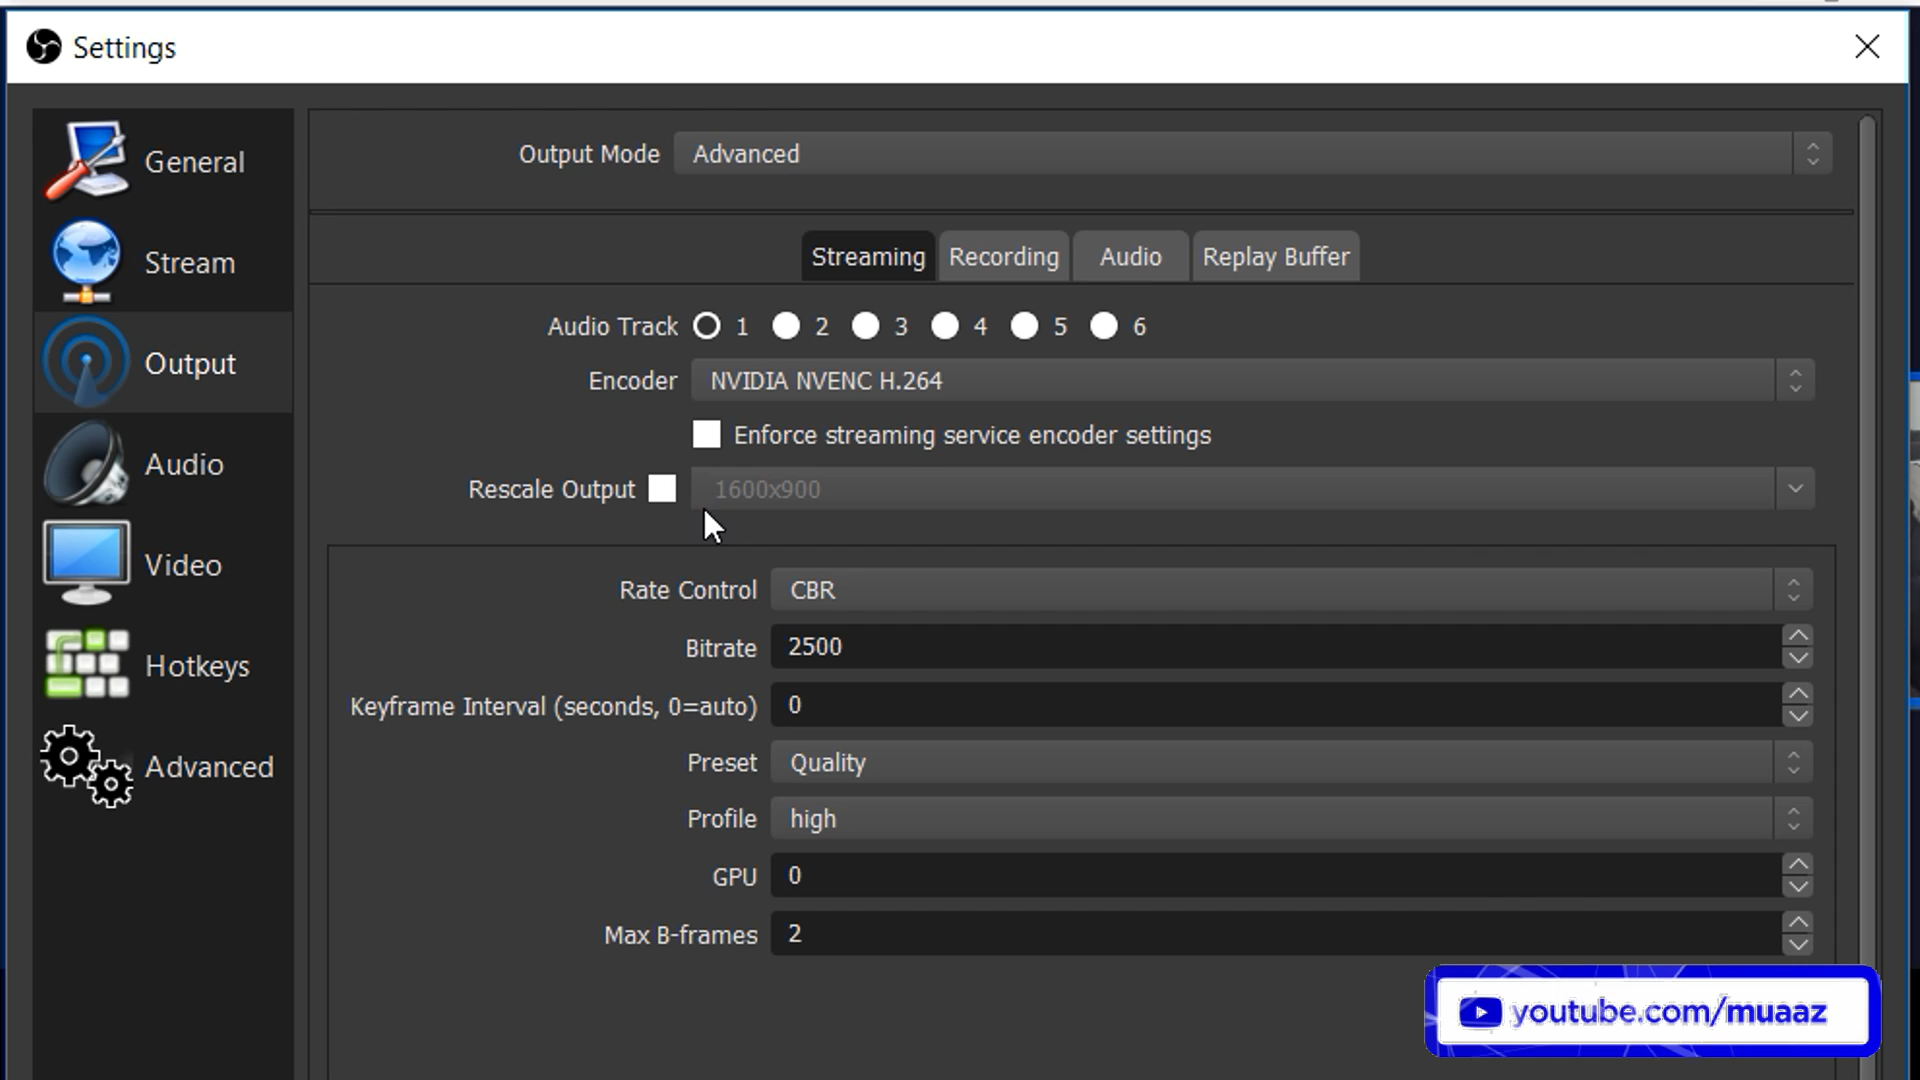 Settings
General
Stream
Output
Audio
Video
Hotkeys
Advanced
Output Mode Advanced
Streaming Recording Audio Replay Buffer
Audio Track 1 2 3 4 5 6
Encoder NVIDIA NVENC H.264
Enforce streaming service encoder settings
Rescale Output 1600x900
Rate Control CBR
Bitrate 2500
Keyframe Interval (seconds, 0=auto) 0
Preset Quality
Profile high
GPU 0
Max B-frames 2
youtube.com/muaaz